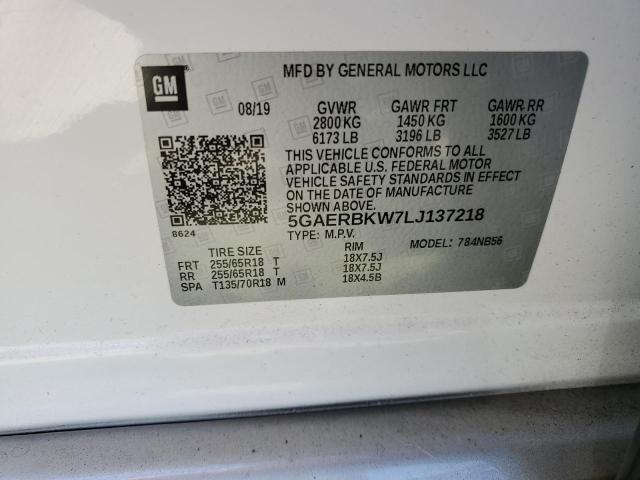 GM
MFD BY GENERAL MOTORS LLC
08/19 GVWR GAWR FRT GAWR RR
2800 KG 1450 KG 1600 KG
6173 LB 3196 LB 3527 LB
THIS VEHICLE CONFORMS TO ALL
APPLICABLE U.S. FEDERAL MOTOR
VEHICLE SAFETY STANDARDS IN EFFECT
ON THE DATE OF MANUFACTURE
SHOWN ABOVE.
8624
5GAERBKW7LJ137218
TYPE: M.P.V. MODEL: 784NB56
TIRE SIZE RIM
FRT 255/65R18 T 18X7.5J
RR 255/65R18 T 18X7.5J
SPA T135/70R18 M 18X4.5B